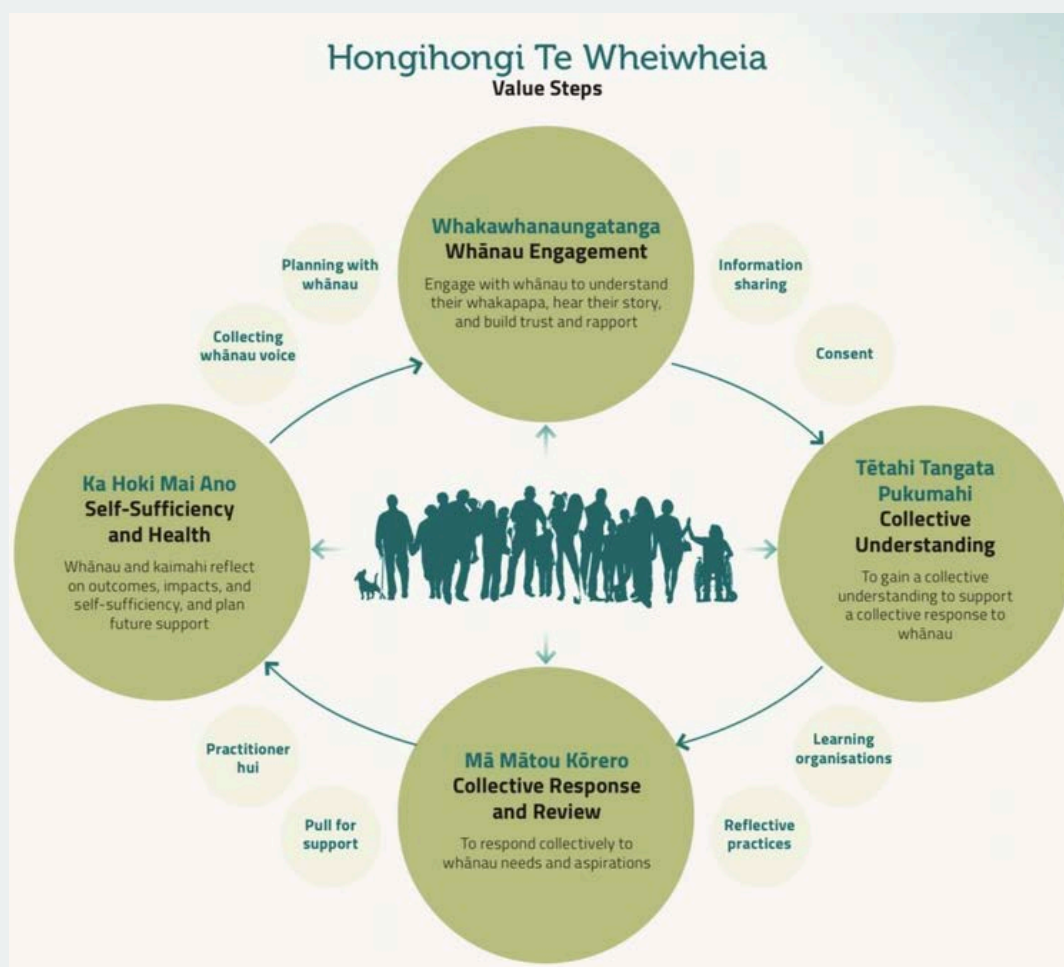 Hongihongi Te Wheiwheia
Value Steps
Whakawhanaungatanga
Whānau Engagement
Engage with whānau to understand
their whakapapa, hear their story,
and build trust and rapport
Information
sharing
Consent
Tētahi Tangata
Pukumahi
Collective
Understanding
To gain a collective
understanding to support
a collective response to
whānau
Learning
organisations
Reflective
practices
Mā Mātou Kōrero
Collective Response
and Review
To respond collectively to
whānau needs and aspirations
Pull for
support
Practitioner
hui
Ka Hoki Mai Ano
Self-Sufficiency
and Health
Whānau and kaimahi reflect
on outcomes, impacts, and
self-sufficiency, and plan
future support
Collecting
whānau voice
Planning with
whānau